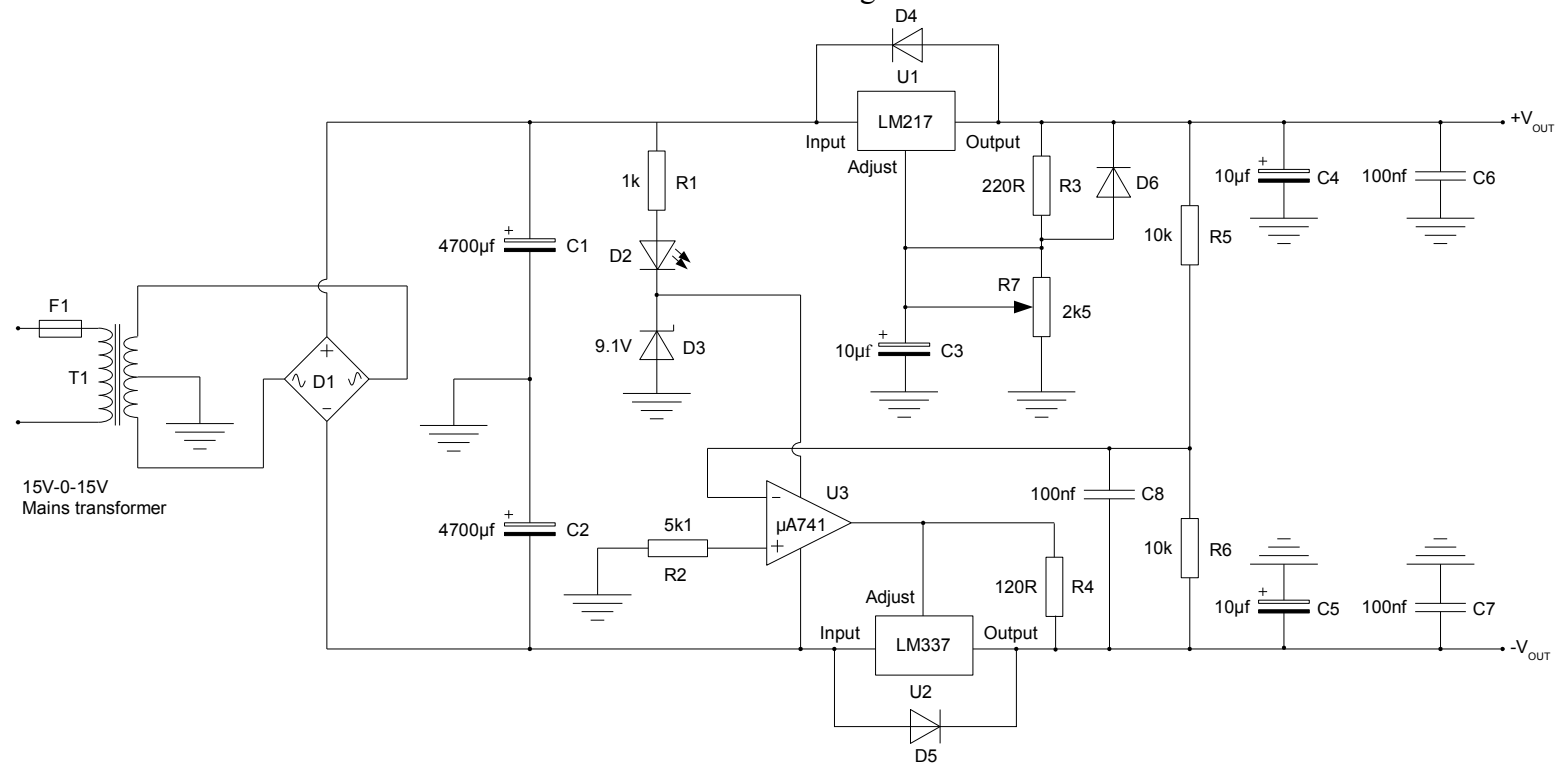 D4
U1
LM217
Input
Output
Adjust
+VOUT
1k
R1
220R
R3
D6
10µf
+
C4
100nf
C6
4700µf
+
C1
D2
10k
R5
F1
R7
2k5
9.1V
D3
10µf
+
C3
T1
+
D1
−
15V-0-15V
Mains transformer
U3
100nf
C8
−
µA741
+
4700µf
+
C2
5k1
R2
10k
R6
120R
R4
Adjust
10µf
+
C5
100nf
C7
Input
LM337
Output
-VOUT
U2
D5